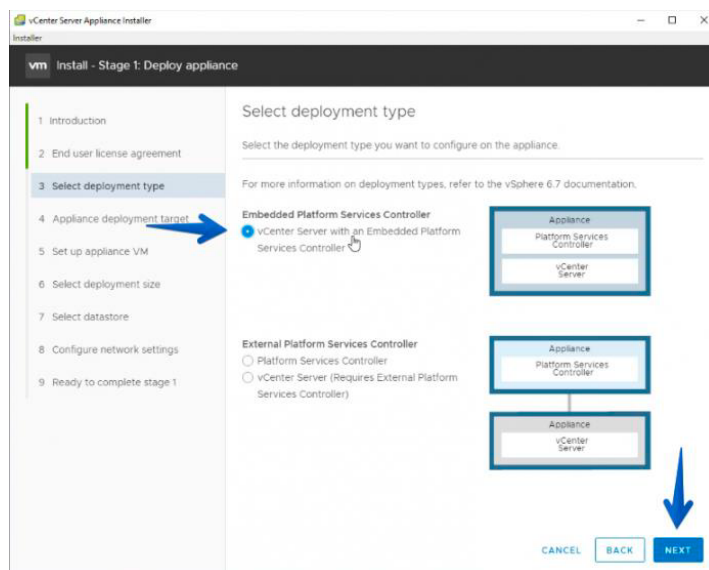 vCenter Server Appliance Installer
Installer
vm Install - Stage 1: Deploy appliance
1 Introduction
2 End user license agreement
3 Select deployment type
4 Appliance deployment target
5 Set up appliance VM
6 Select deployment size
7 Select datastore
8 Configure network settings
9 Ready to complete stage 1
Select deployment type
Select the deployment type you want to configure on the appliance.
For more information on deployment types, refer to the vSphere 6.7 documentation.
Embedded Platform Services Controller
vCenter Server with an Embedded Platform
Services Controller
Appliance
Platform Services
Controller
vCenter
Server
External Platform Services Controller
Platform Services Controller
vCenter Server (Requires External Platform
Services Controller)
Appliance
Platform Services
Controller
Appliance
vCenter
Server
CANCEL
BACK
NEXT